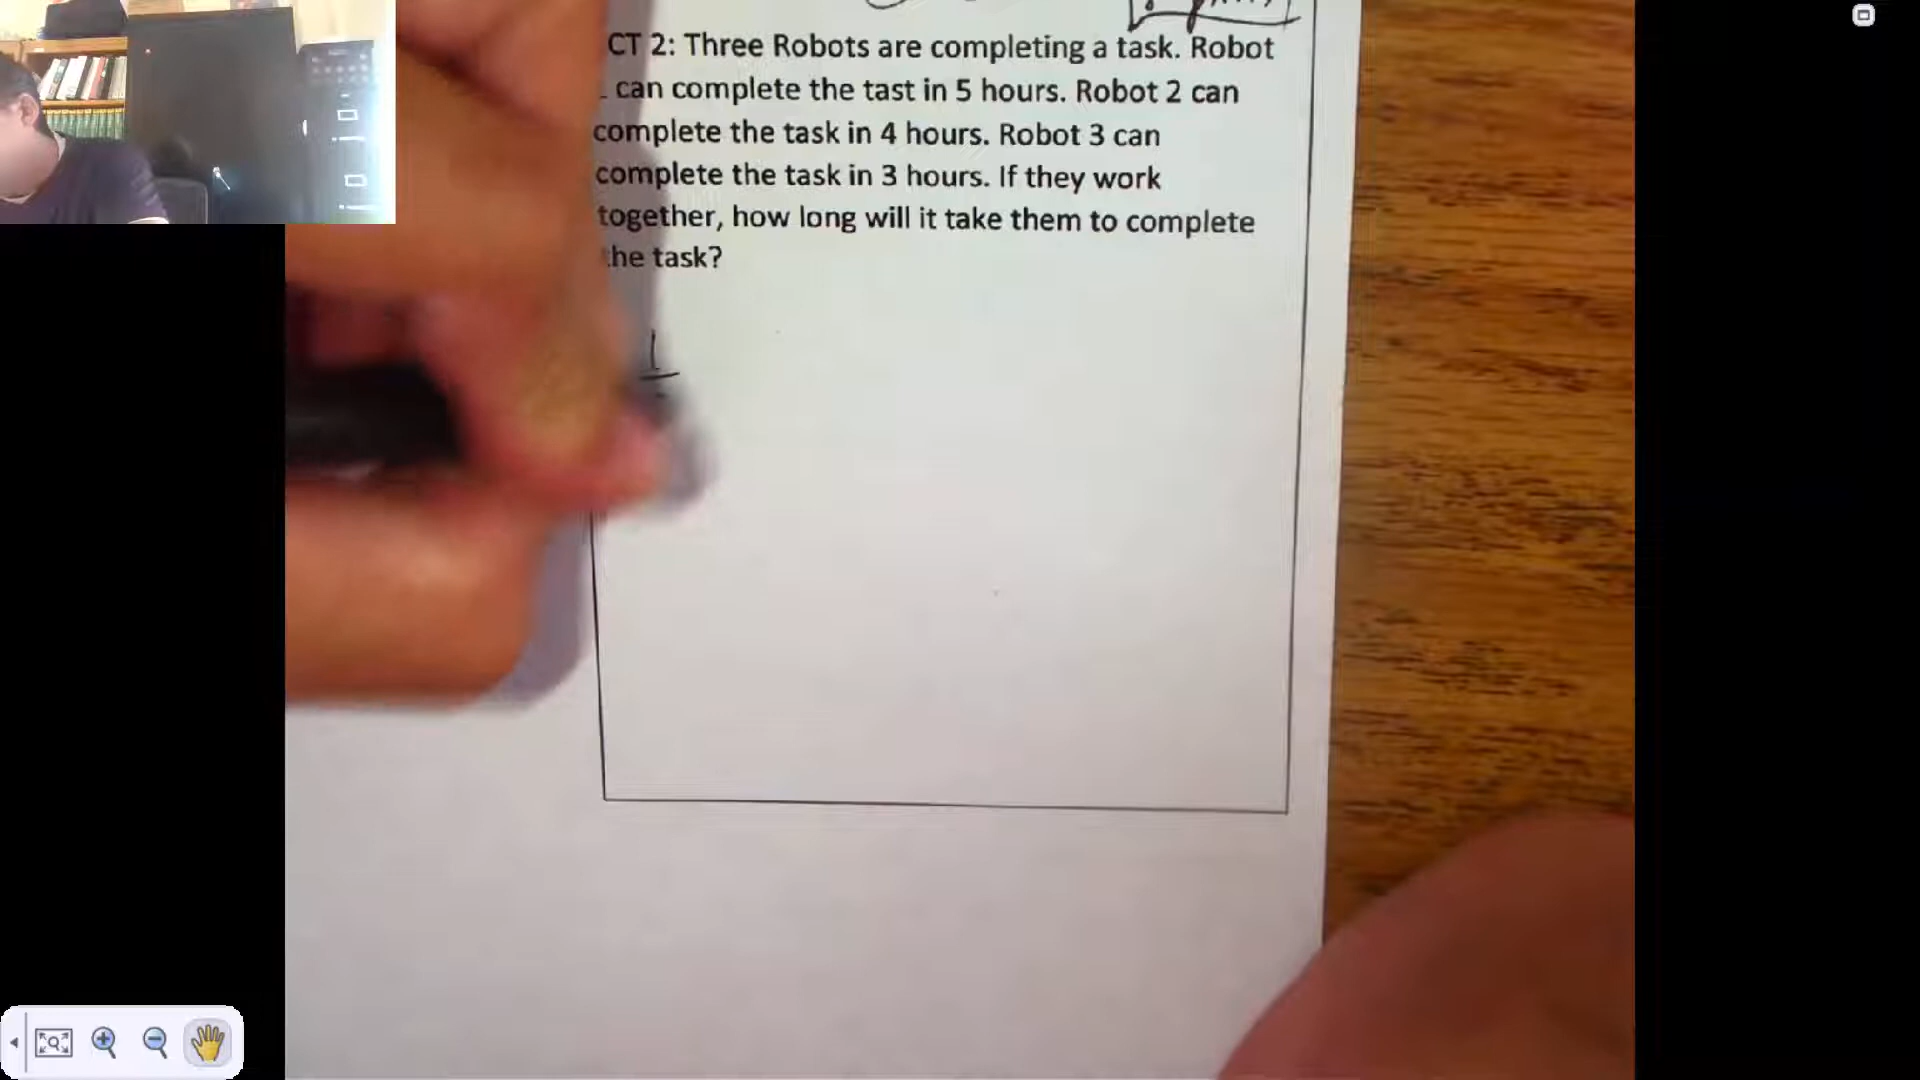 CT 2: Three Robots are completing a task. Robot
can complete the tast in 5 hours. Robot 2 can
complete the task in 4 hours. Robot 3 can
complete the task in 3 hours. If they work
together, how long will it take them to complete
the task?
1